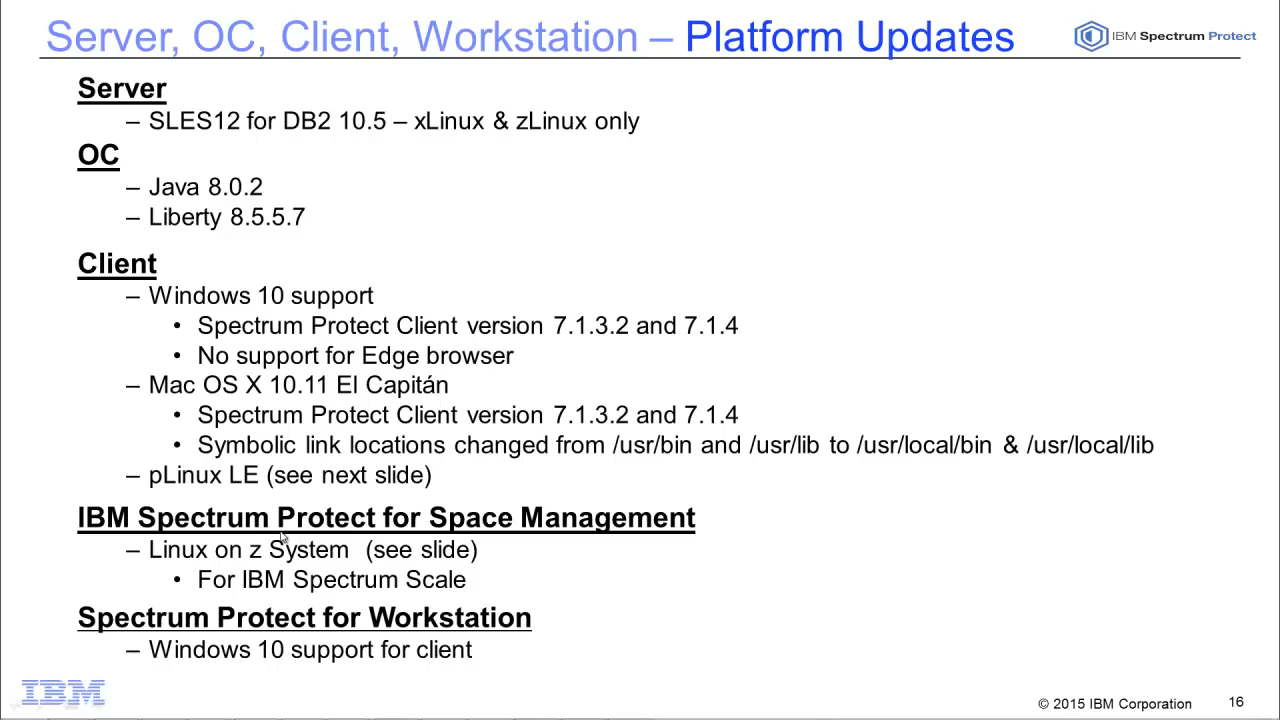 Server, OC, Client, Workstation – Platform Updates
IBM Spectrum Protect
Server
– SLES12 for DB2 10.5 – xLinux & zLinux only
OC
– Java 8.0.2
– Liberty 8.5.5.7
Client
– Windows 10 support
• Spectrum Protect Client version 7.1.3.2 and 7.1.4
• No support for Edge browser
– Mac OS X 10.11 El Capitán
• Spectrum Protect Client version 7.1.3.2 and 7.1.4
• Symbolic link locations changed from /usr/bin and /usr/lib to /usr/local/bin & /usr/local/lib
– pLinux LE (see next slide)
IBM Spectrum Protect for Space Management
– Linux on z System (see slide)
• For IBM Spectrum Scale
Spectrum Protect for Workstation
– Windows 10 support for client
IBM
© 2015 IBM Corporation 16